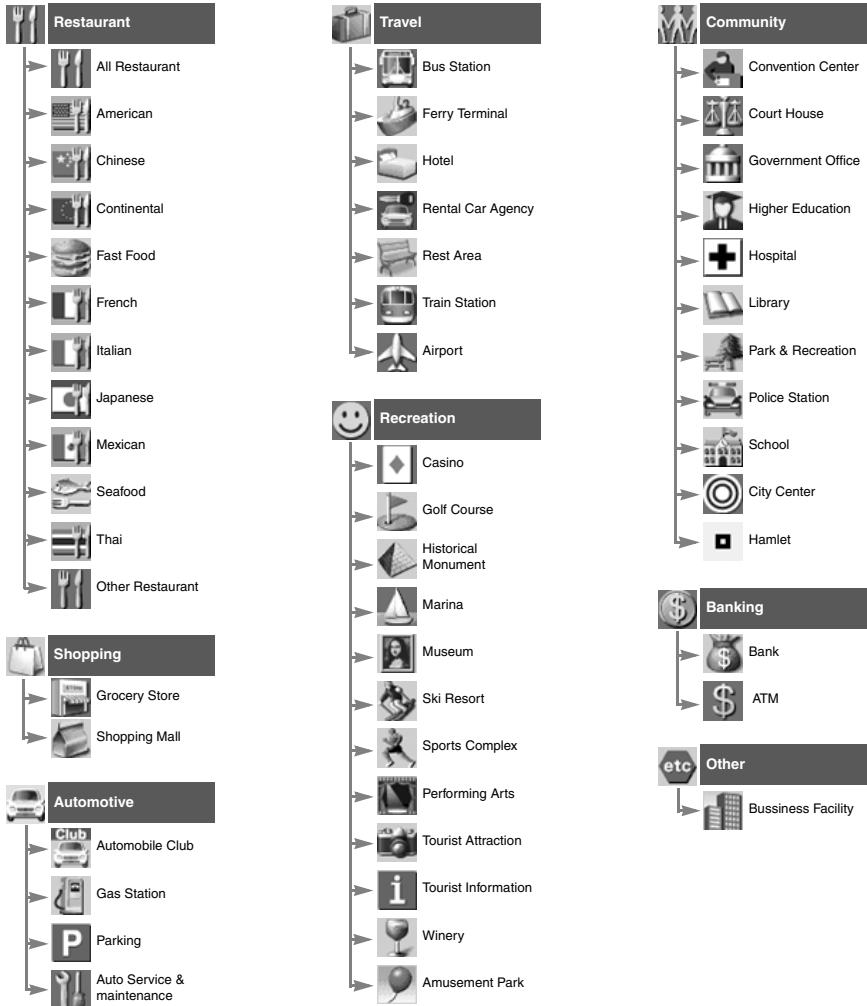 Restaurant
All Restaurant
American
Chinese
Continental
Fast Food
French
Italian
Japanese
Mexican
Seafood
Thai
Other Restaurant
Shopping
STORE
Grocery Store
Shopping Mall
Automotive
Club
Automobile Club
Gas Station
P
Parking
Auto Service &
maintenance
Travel
Bus Station
Ferry Terminal
Hotel
Rental Car Agency
Rest Area
Train Station
Airport
Recreation
Casino
Golf Course
Historical
Monument
Marina
Museum
Ski Resort
Sports Complex
Performing Arts
Tourist Attraction
i
Tourist Information
Winery
Amusement Park
Community
Convention Center
Court House
Government Office
Higher Education
Hospital
Library
Park & Recreation
Police Station
School
City Center
Hamlet
$
Banking
$
Bank
$
ATM
etc
Other
Bussiness Facility